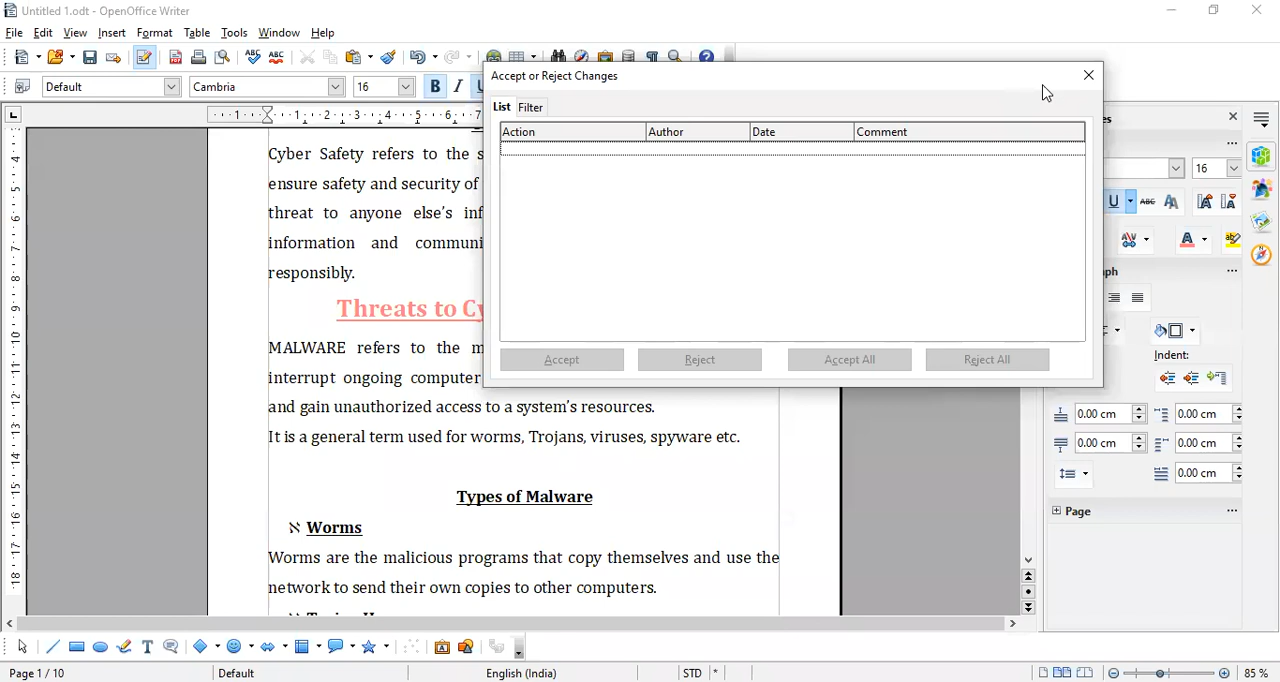 Untitled 1.odt - OpenOffice Writer
File Edit View Insert Format Table Tools Window Help
Default Cambria 16 B I U
Accept or Reject Changes
List Filter
Action Author Date Comment
Accept Reject Accept All Reject All
Cyber Safety refers to the s
ensure safety and security of
threat to anyone else's inf
information and communi
responsibly.
Threats to Cy
MALWARE refers to the m
interrupt ongoing computer
and gain unauthorized access to a system's resources.
It is a general term used for worms, Trojans, viruses, spyware etc.
Types of Malware
ℵ Worms
Worms are the malicious programs that copy themselves and use the
network to send their own copies to other computers.
es
16
U ABC
ph
Indent:
0.00 cm 0.00 cm
0.00 cm 0.00 cm
0.00 cm
Page
Page 1 / 10 Default English (India) STD * 85 %